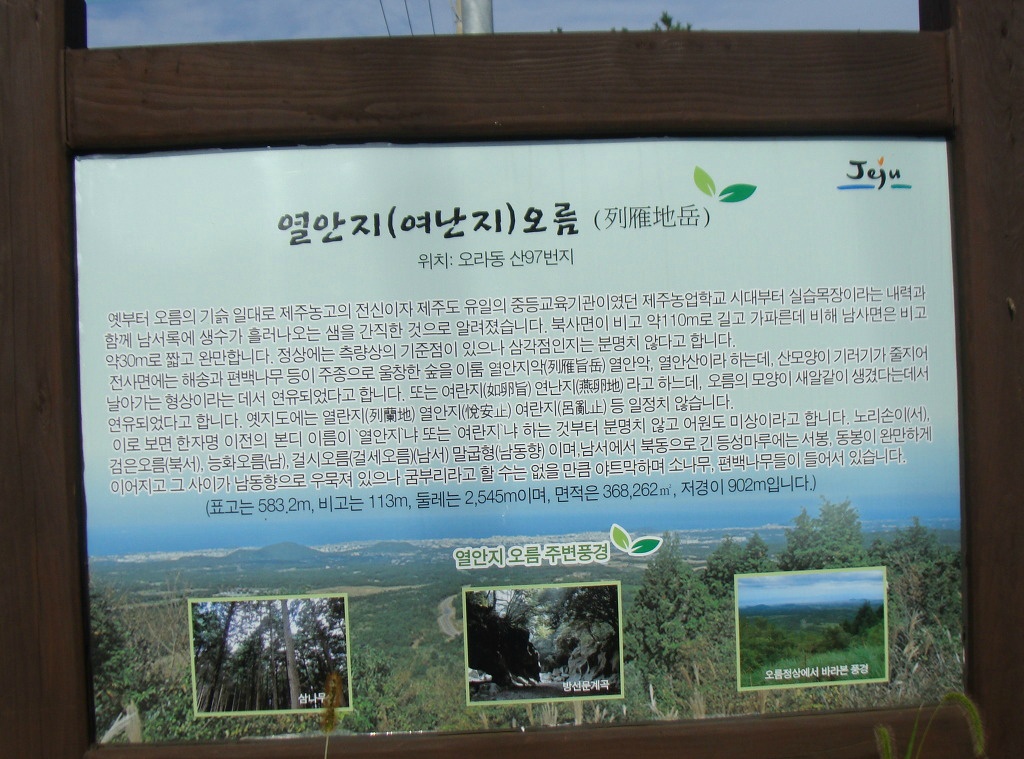 Jeju
열안지(여난지)오름 (列雁地岳)
위치: 오라동 산97번지
옛부터 오름의 기슭 일대로 제주농고의 전신이자 제주도 유일의 중등교육기관이였던 제주농업학교 시대부터 실습목장이라는 내력과
함께 남서록에 생수가 흘러나오는 샘을 간직한 것으로 알려졌습니다. 북사면이 비고 약110m로 길고 가파른데 비해 남사면은 비고
약30m로 짧고 완만합니다. 정상에는 측량상의 기준점이 있으나 삼각점인지는 분명치 않다고 합니다.
전사면에는 해송과 편백나무 등이 주종으로 울창한 숲을 이룸 열안지악(列雁旨岳) 열안악, 열안산이라 하는데, 산모양이 기러기가 줄지어
날아가는 형상이라는 데서 연유되었다고 합니다. 또는 여란지(如卵旨) 연난지(燕卵地) 라고 하는데, 오름의 모양이 새알같이 생겼다는데서
연유되었다고 합니다. 옛지도에는 열란지(列蘭地) 열안지(悅安止) 여란지(呂亂止) 등 일정치 않습니다.
이로 보면 한자명 이전의 본디 이름이 `열안지`냐 또는 `여란지`냐 하는 것부터 분명치 않고 어원도 미상이라고 합니다. 노리손이(서),
검은오름(북서), 능화오름(남), 걸시오름(걸세오름)(남서) 말굽형(남동향) 이며,남서에서 북동으로 긴 등성마루에는 서봉, 동봉이 완만하게
이어지고 그 사이가 남동향으로 우묵져 있으나 굼부리라고 할 수는 없을 만큼 야트막하며 소나무, 편백나무들이 들어서 있습니다.
(표고는 583.2m, 비고는 113m, 둘레는 2,545m이며, 면적은 368,262㎡, 저경이 902m입니다.)
열안지 오름 주변풍경
삼나무
방선문계곡
오름정상에서 바라본 풍경